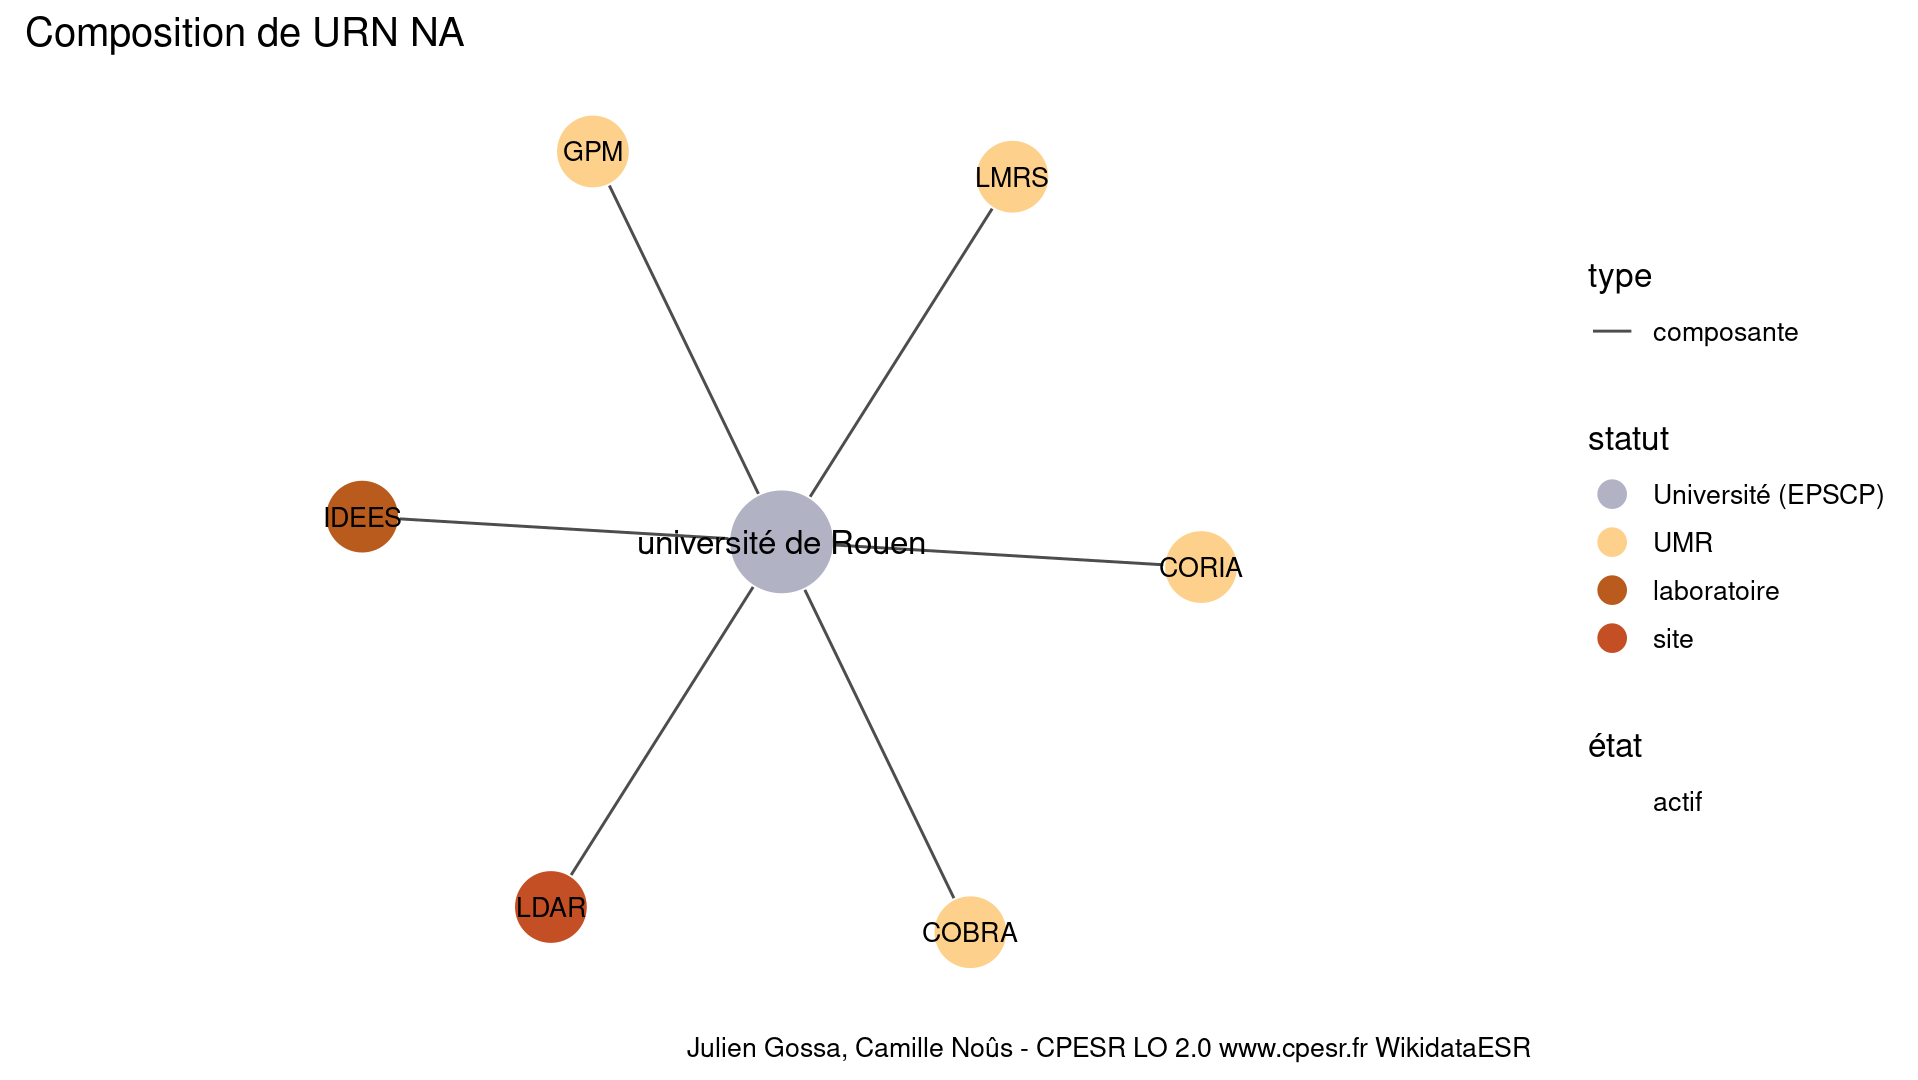 Composition de URN NA
GPM
LMRS
IDEES
université de Rouen
CORIA
LDAR
COBRA
type
composante
statut
Université (EPSCP)
UMR
laboratoire
site
état
actif
Julien Gossa, Camille Noûs - CPESR LO 2.0 www.cpesr.fr WikidataESR